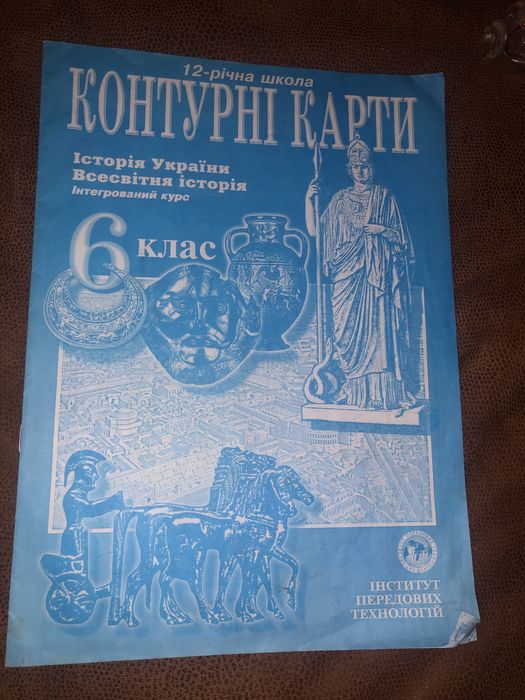 12-річна школа
КОНТУРНІ КАРТИ
Історія України
Всесвітня історія
Інтегрований курс
6 клас
ІНСТИТУТ
ПЕРЕДОВИХ
ТЕХНОЛОГІЙ